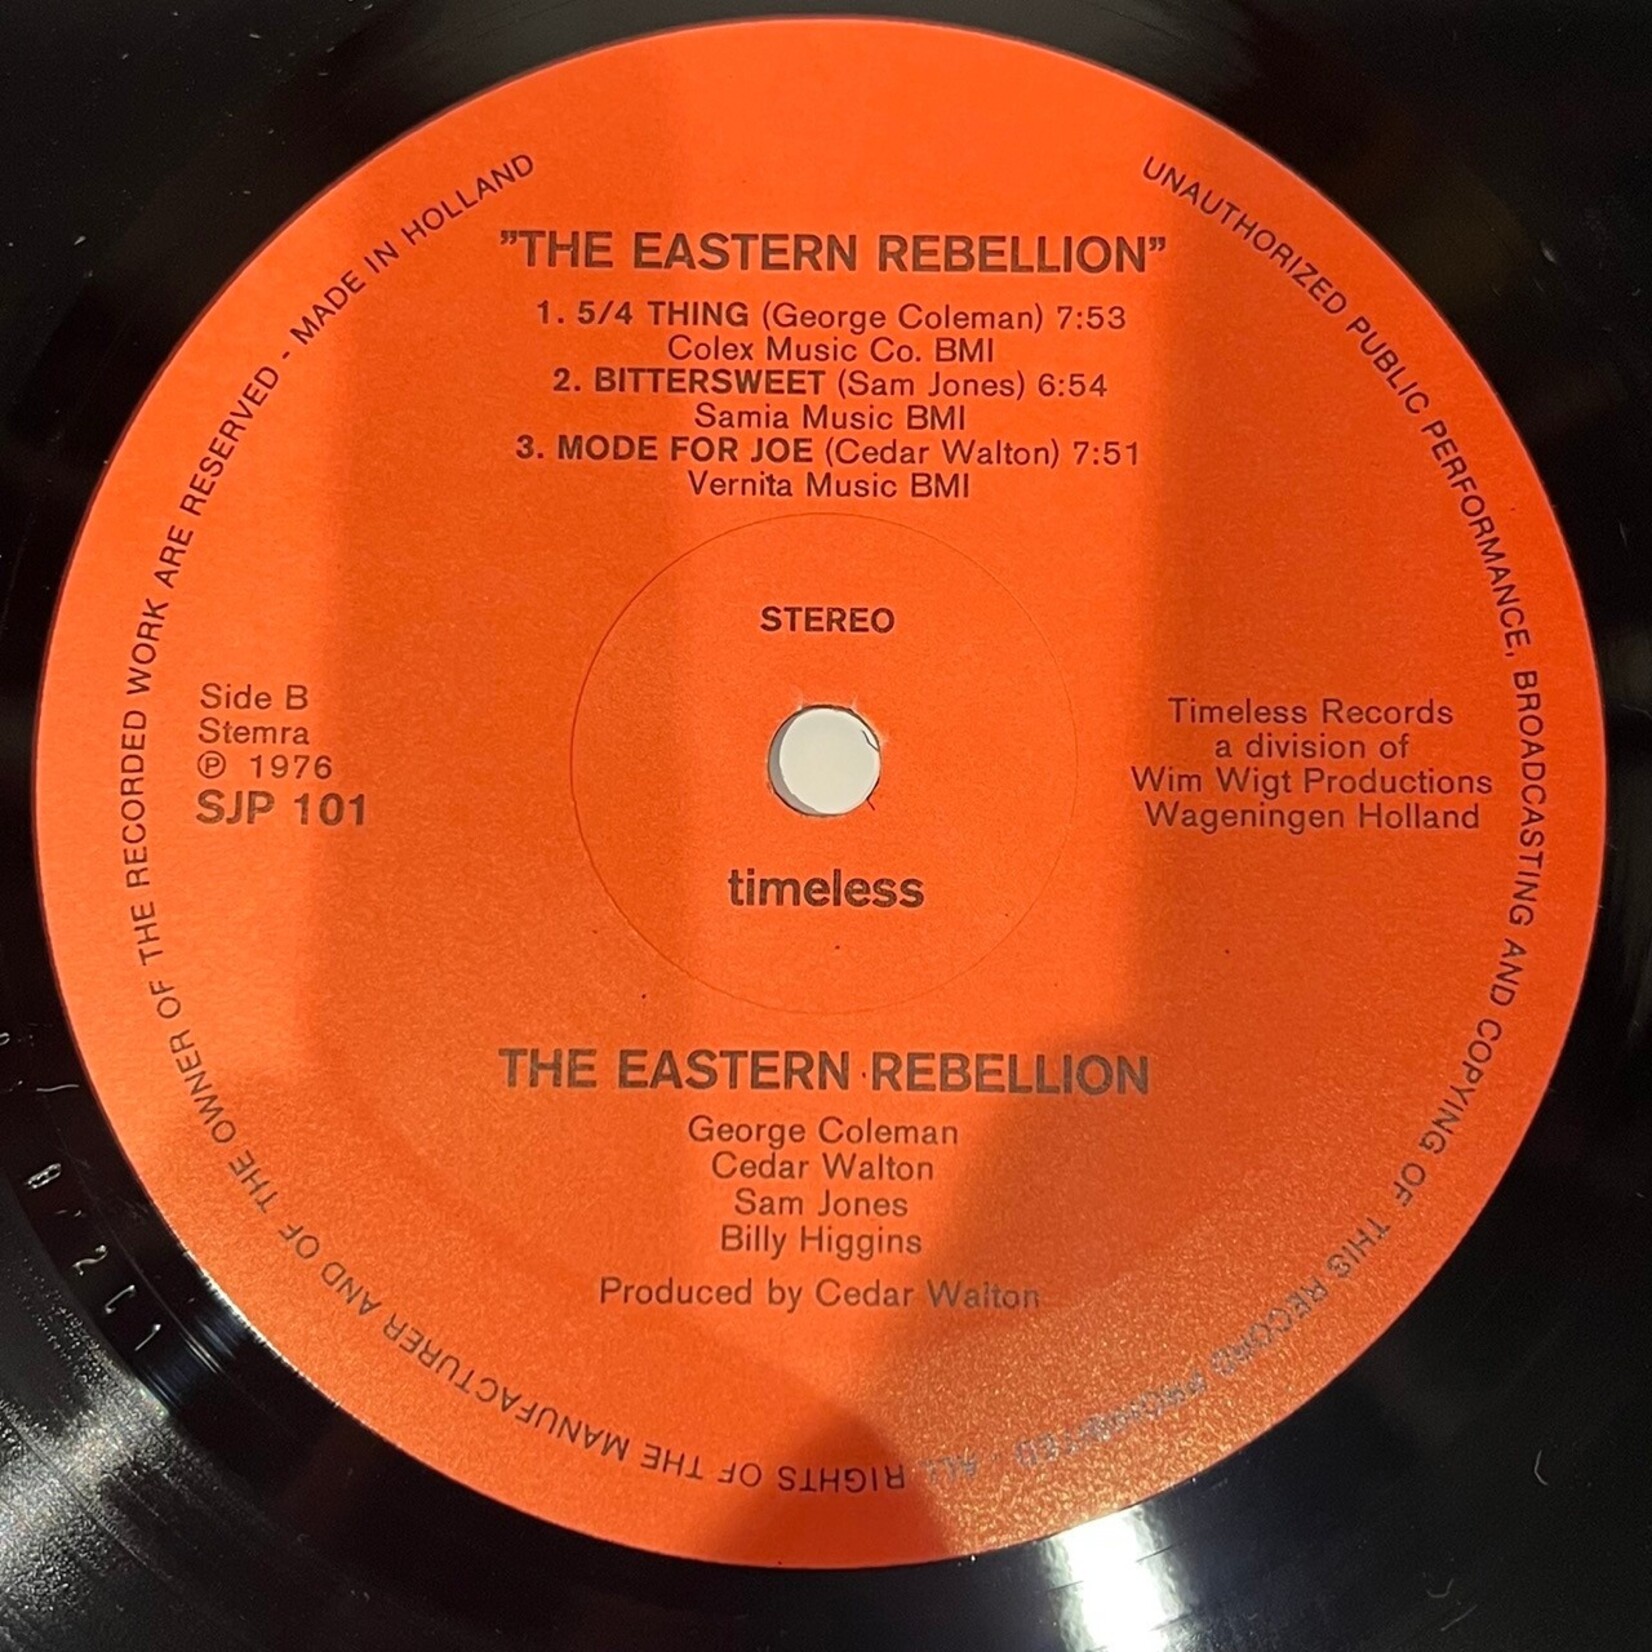 "THE EASTERN REBELLION"
1. 5/4 THING (George Coleman) 7:53
Colex Music Co. BMI
2. BITTERSWEET (Sam Jones) 6:54
Samia Music BMI
3. MODE FOR JOE (Cedar Walton) 7:51
Vernita Music BMI
STEREO
Side B
Stemra
℗ 1976
SJP 101
Timeless Records
a division of
Wim Wigt Productions
Wageningen Holland
timeless
THE EASTERN REBELLION
George Coleman
Cedar Walton
Sam Jones
Billy Higgins
Produced by Cedar Walton
UNAUTHORIZED PUBLIC PERFORMANCE, BROADCASTING AND COPYING OF THIS RECORD PROHIBITED - ALL RIGHTS OF THE MANUFACTURER AND OF THE OWNER OF THE RECORDED WORK ARE RESERVED - MADE IN HOLLAND